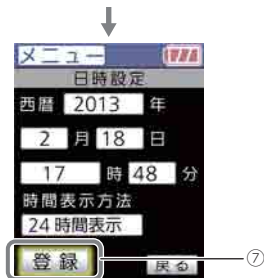 メニュー
日時設定
西暦 2013 年
2 月 18 日
17 時 48 分
時間表示方法
24時間表示
登録 戻る ⑦